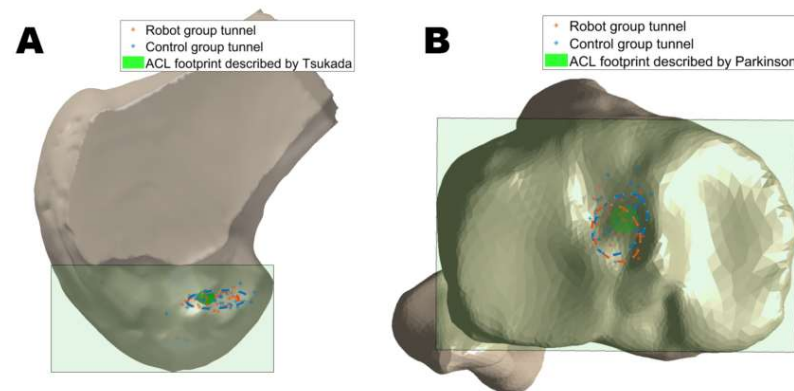 A
Robot group tunnel
Control group tunnel
ACL footprint described by Tsukada
B
Robot group tunnel
Control group tunnel
ACL footprint described by Parkinson